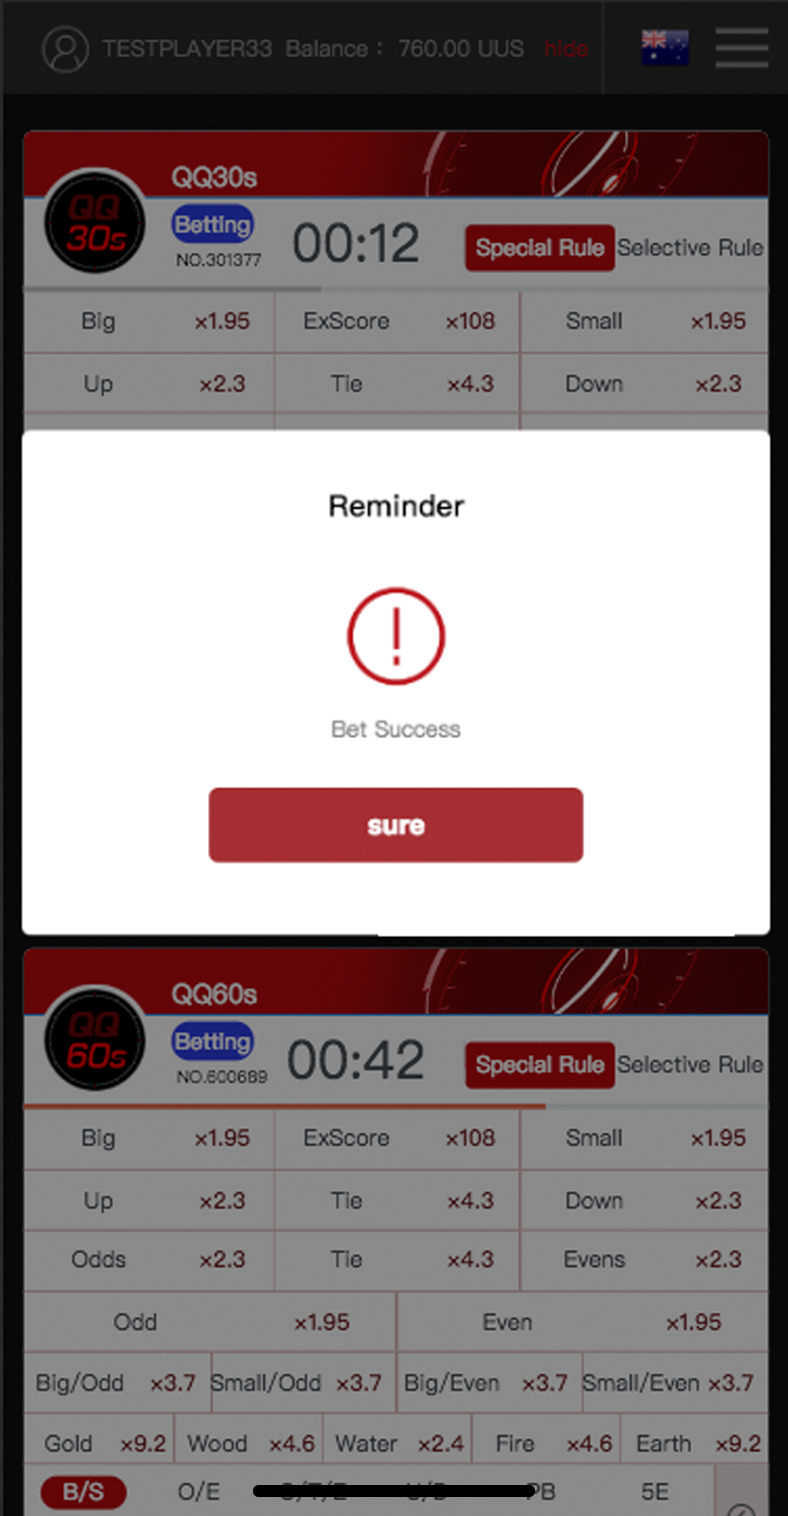 TESTPLAYER33 Balance： 760.00 UUS hide
QQ30s
QQ
30s
Betting
NO.301377
00:12
Special Rule Selective Rule
Big ×1.95 ExScore ×108 Small ×1.95
Up ×2.3 Tie ×4.3 Down ×2.3
Reminder
Bet Success
sure
QQ60s
QQ
60s
Betting
NO.600689
00:42
Special Rule Selective Rule
Big ×1.95 ExScore ×108 Small ×1.95
Up ×2.3 Tie ×4.3 Down ×2.3
Odds ×2.3 Tie ×4.3 Evens ×2.3
Odd ×1.95 Even ×1.95
Big/Odd ×3.7 Small/Odd ×3.7 Big/Even ×3.7 Small/Even ×3.7
Gold ×9.2 Wood ×4.6 Water ×2.4 Fire ×4.6 Earth ×9.2
B/S O/E PB 5E